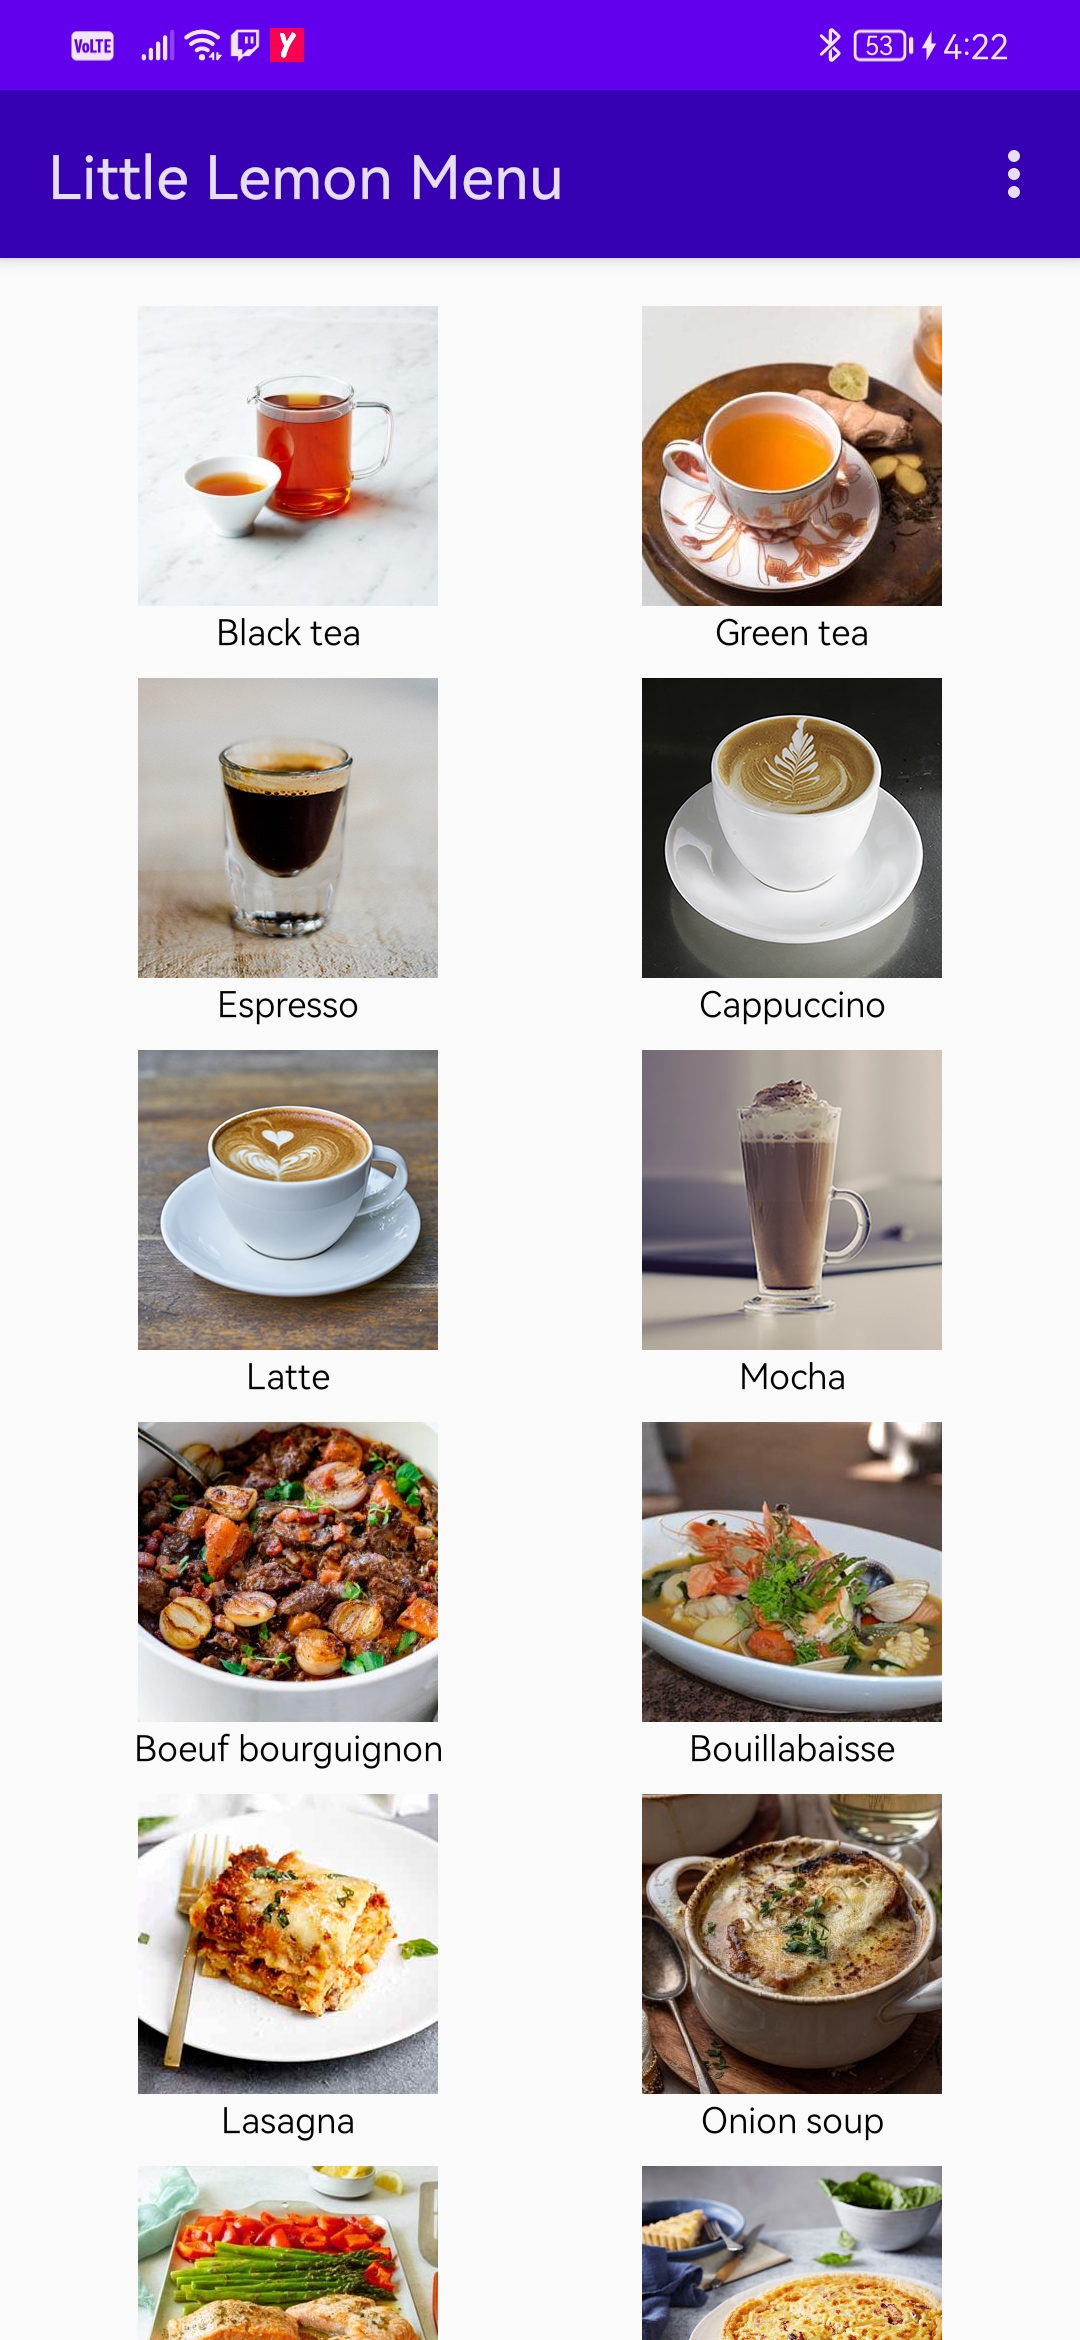 VoLTE 53 4:22
Little Lemon Menu
Black tea
Green tea
Espresso
Cappuccino
Latte
Mocha
Boeuf bourguignon
Bouillabaisse
Lasagna
Onion soup